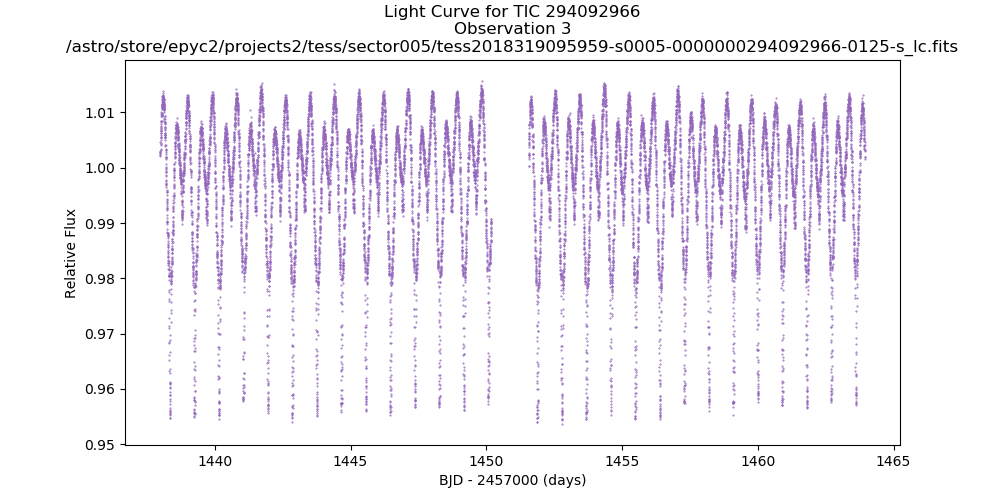 Light Curve for TIC 294092966
Observation 3
/astro/store/epyc2/projects2/tess/sector005/tess2018319095959-s0005-0000000294092966-0125-s_lc.fits
1.01
1.00
0.99
0.98
0.97
0.96
0.95
Relative Flux
1440
1445
1450
1455
1460
1465
BJD - 2457000 (days)